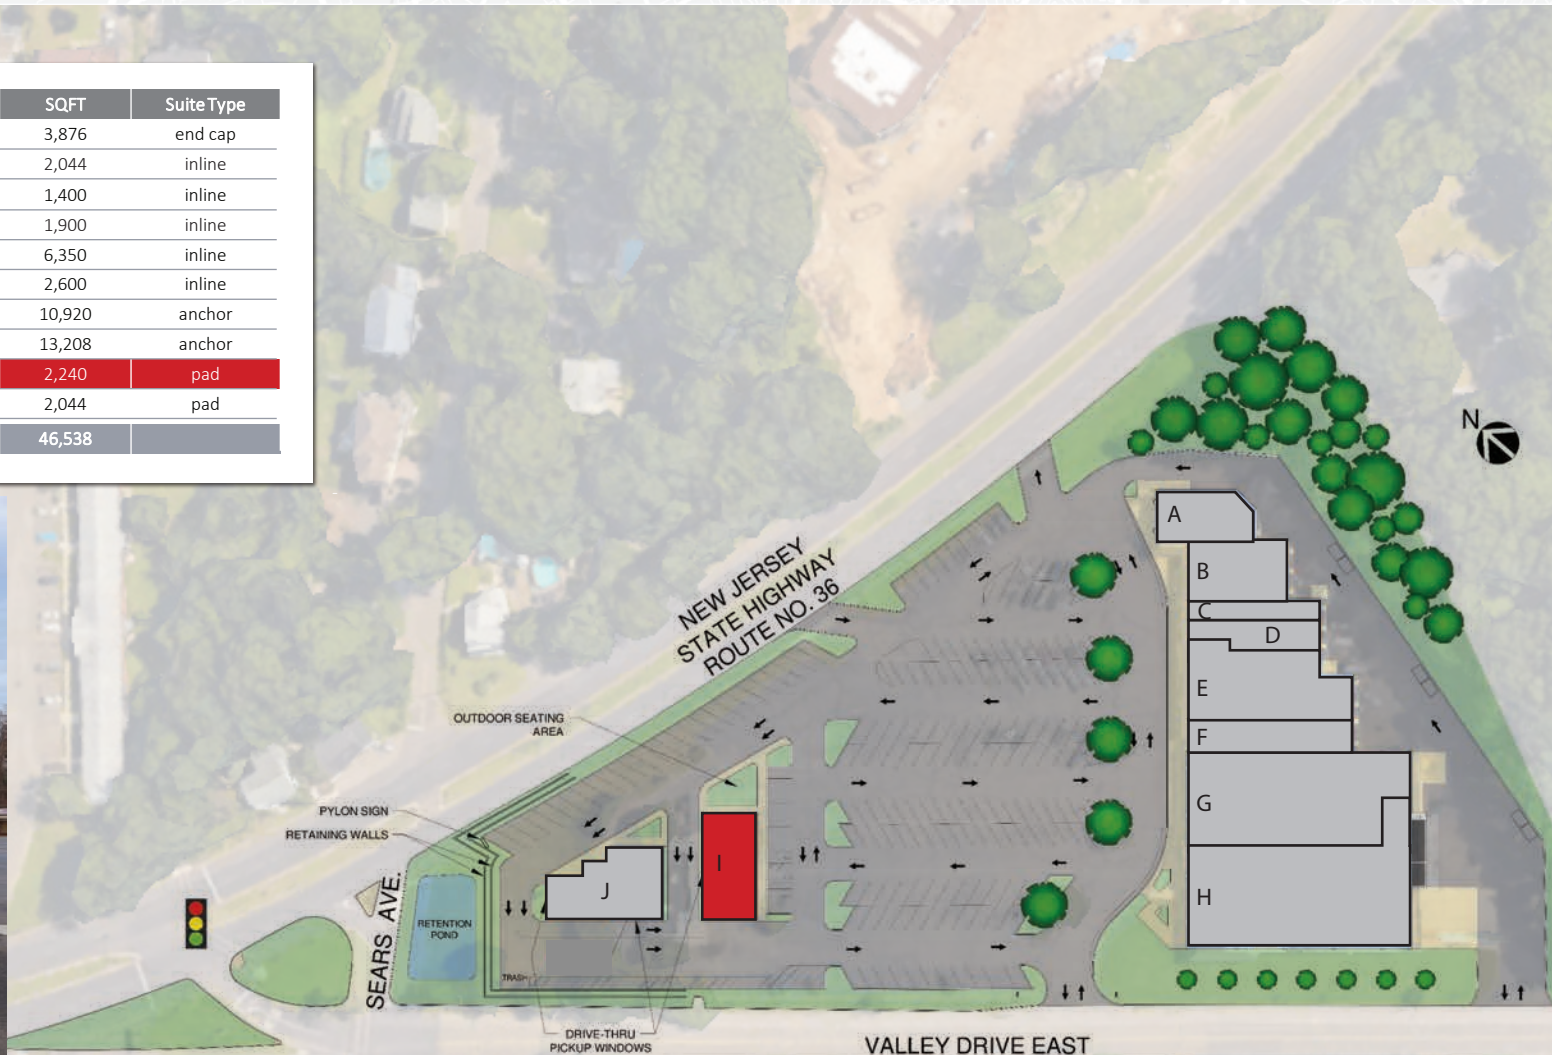 SQFT Suite Type
3,876 end cap
2,044 inline
1,400 inline
1,900 inline
6,350 inline
2,600 inline
10,920 anchor
13,208 anchor
2,240 pad
2,044 pad
46,538
N
A
B
C
D
E
F
G
H
NEW JERSEY
STATE HIGHWAY
ROUTE NO. 36
OUTDOOR SEATING
AREA
PYLON SIGN
RETAINING WALLS
I
J
RETENTION
POND
SEARS AVE.
TRASH
DRIVE-THRU
PICKUP WINDOWS
VALLEY DRIVE EAST